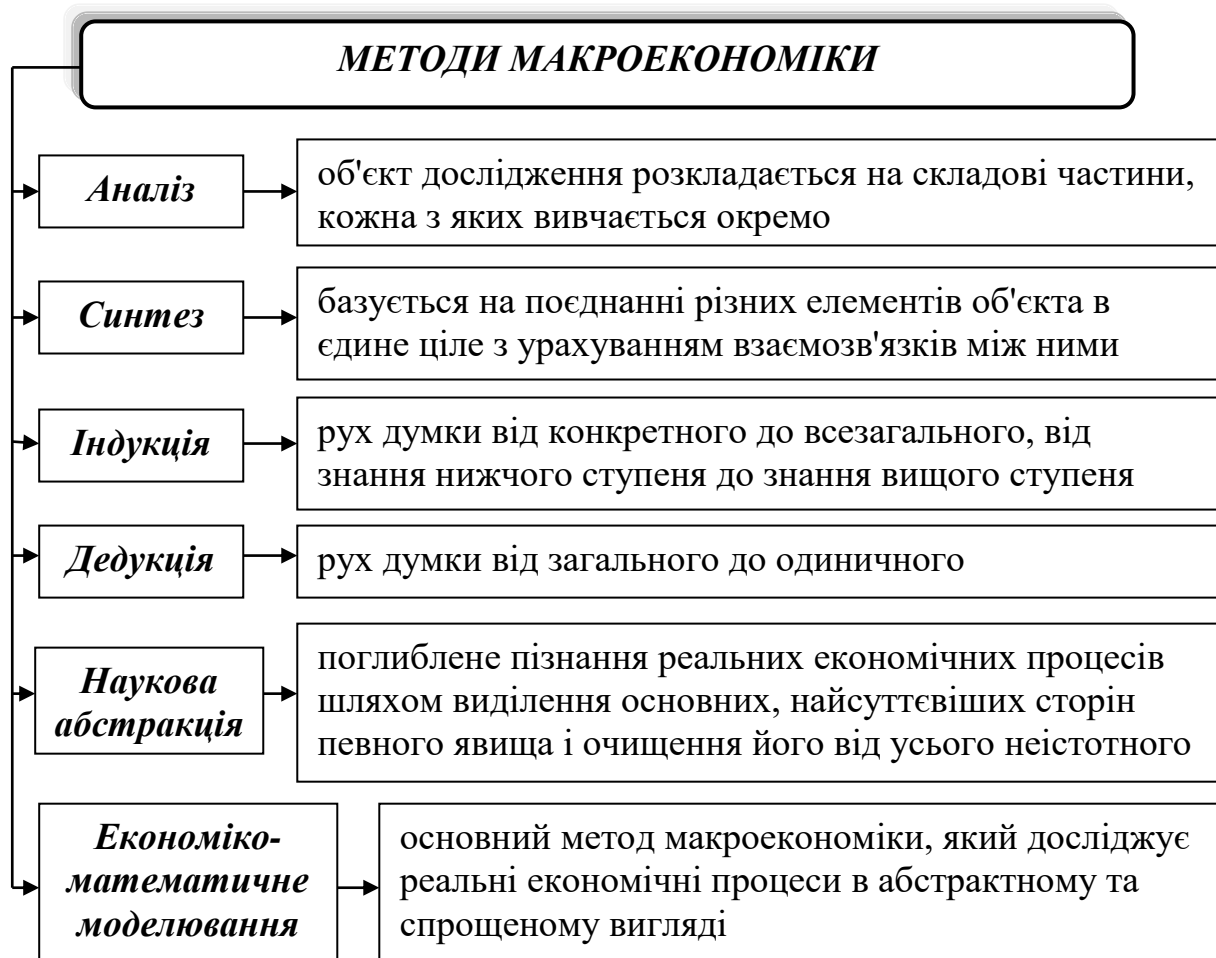 МЕТОДИ МАКРОЕКОНОМІКИ
Аналіз
об'єкт дослідження розкладається на складові частини,
кожна з яких вивчається окремо
Синтез
базується на поєднанні різних елементів об'єкта в
єдине ціле з урахуванням взаємозв'язків між ними
Індукція
рух думки від конкретного до всезагального, від
знання нижчого ступеня до знання вищого ступеня
Дедукція
рух думки від загального до одиничного
Наукова
абстракція
поглиблене пізнання реальних економічних процесів
шляхом виділення основних, найсуттєвіших сторін
певного явища і очищення його від усього неістотного
Економіко-
математичне
моделювання
основний метод макроекономіки, який досліджує
реальні економічні процеси в абстрактному та
спрощеному вигляді